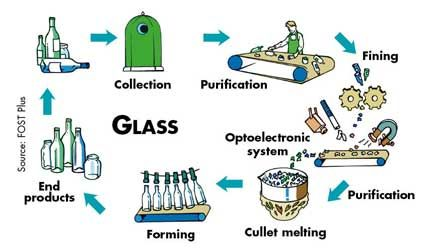 Collection
Purification
Fining
GLASS
Optoelectronic
system
Purification
Cullet melting
Forming
End
products
Source: FOST Plus